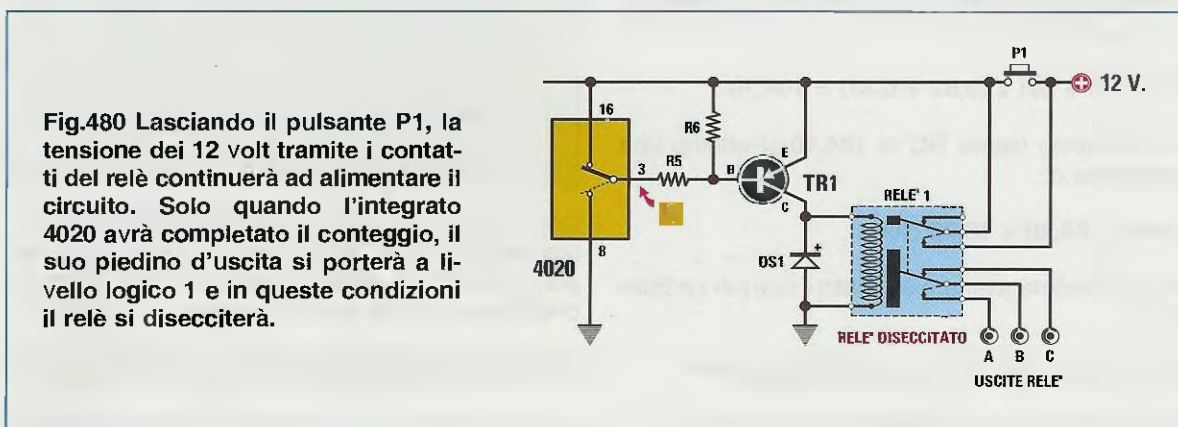 Fig.480 Lasciando il pulsante P1, la
tensione dei 12 volt tramite i contat-
ti del relè continuerà ad alimentare il
circuito. Solo quando l'integrato
4020 avrà completato il conteggio, il
suo piedino d'uscita si porterà a li-
vello logico 1 e in queste condizioni
il relè si disecciterà.
P1
12 V.
16
R6
3
R5
B
E
C
TR1
8
4020
DS1
+
RELE' 1
RELE' DISECCITATO
A B C
USCITE RELE'